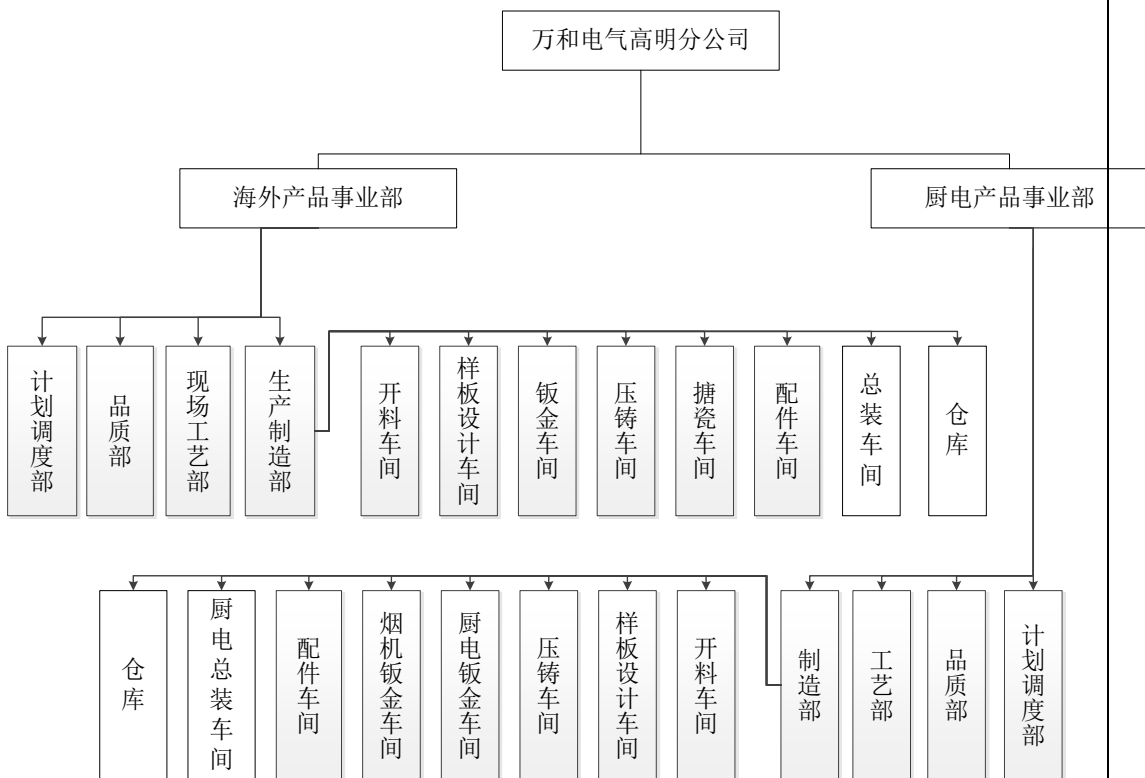 万和电气高明分公司
海外产品事业部
厨电产品事业部
计划调度部
品质部
现场工艺部
生产制造部
开料车间
样板设计车间
钣金车间
压铸车间
搪瓷车间
配件车间
总装车间
仓库
仓库
厨电总装车间
配件车间
烟机钣金车间
厨电钣金车间
压铸车间
样板设计车间
开料车间
制造部
工艺部
品质部
计划调度部